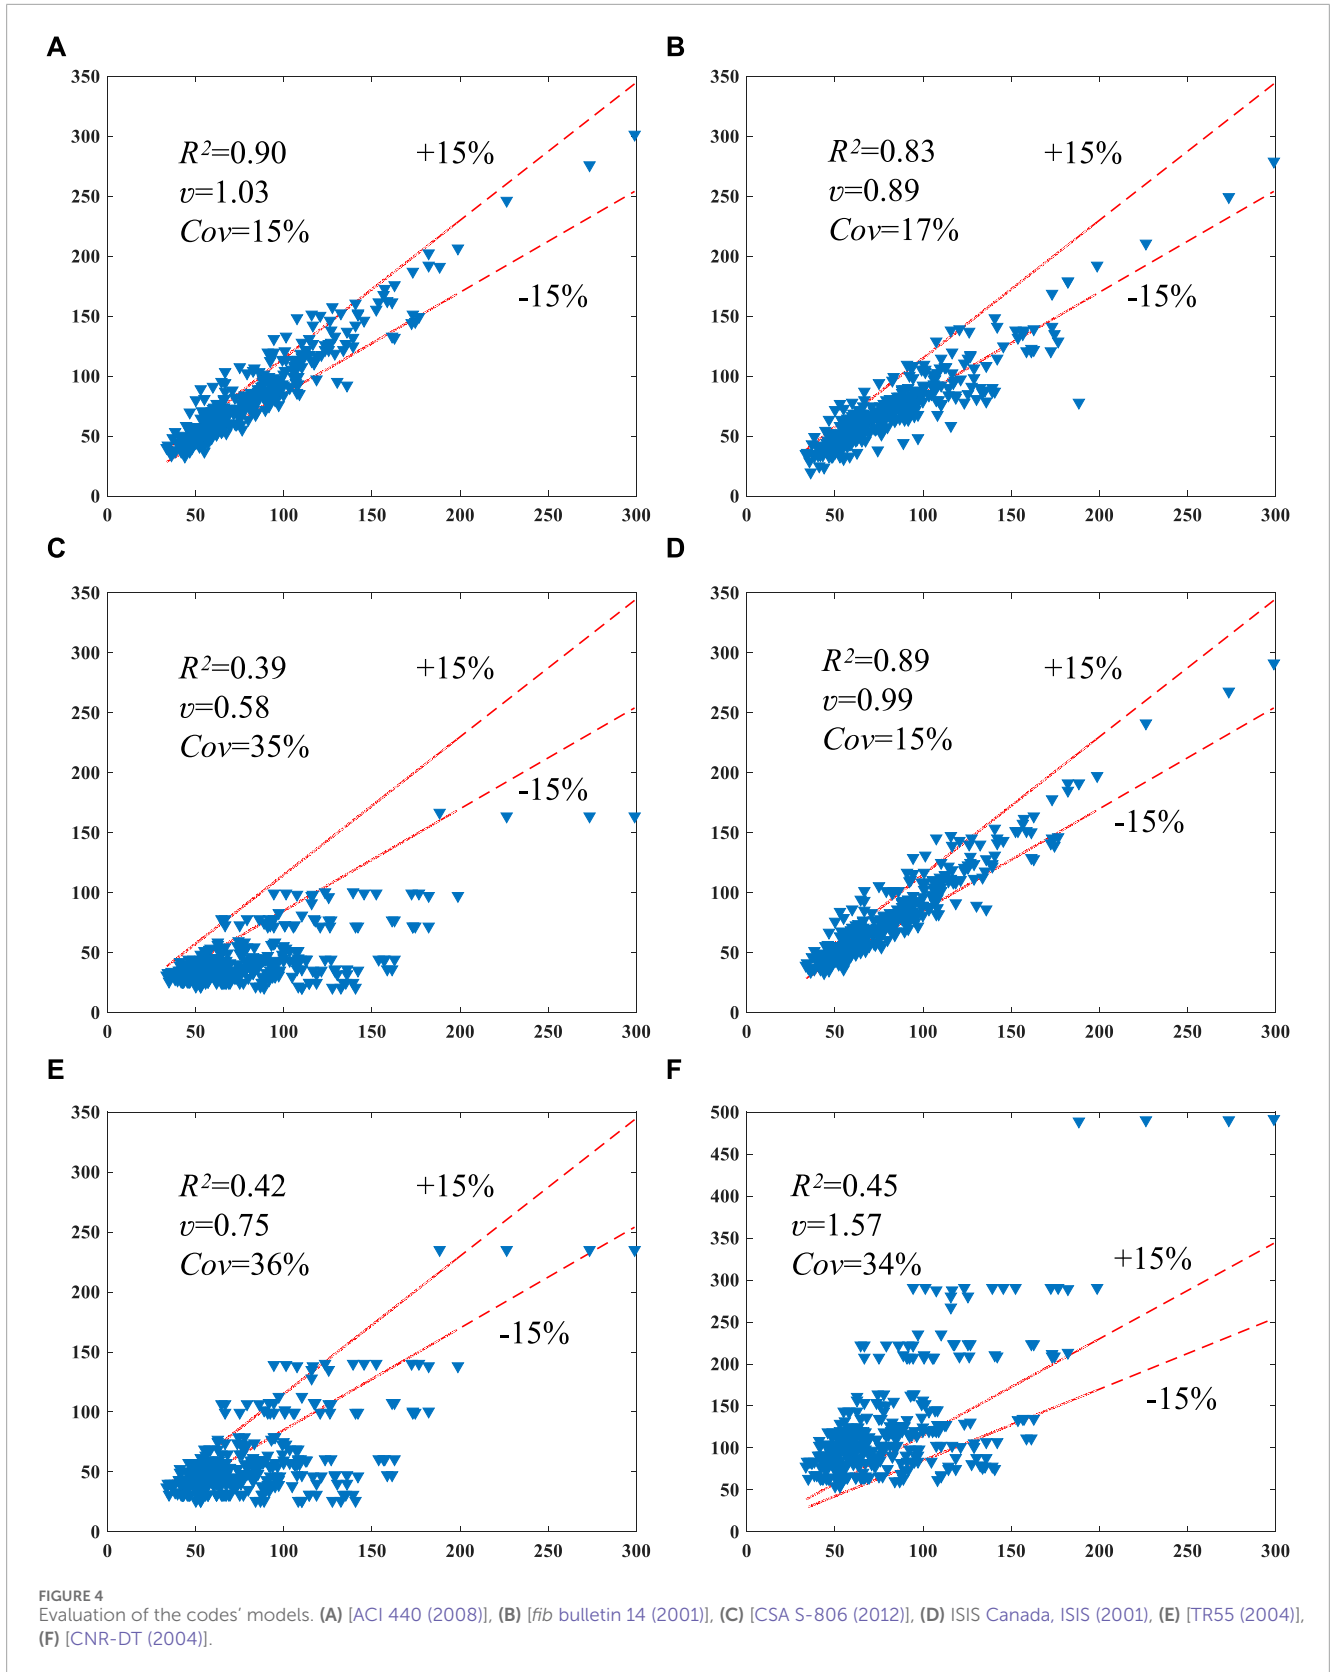 A
350
300
250
200
150
100
50
0
0 50 100 150 200 250 300
R²=0.90
v=1.03
Cov=15%
+15%
-15%
B
350
300
250
200
150
100
50
0
0 50 100 150 200 250 300
R²=0.83
v=0.89
Cov=17%
+15%
-15%
C
350
300
250
200
150
100
50
0
0 50 100 150 200 250 300
R²=0.39
v=0.58
Cov=35%
+15%
-15%
D
350
300
250
200
150
100
50
0
0 50 100 150 200 250 300
R²=0.89
v=0.99
Cov=15%
+15%
-15%
E
350
300
250
200
150
100
50
0
0 50 100 150 200 250 300
R²=0.42
v=0.75
Cov=36%
+15%
-15%
F
500
450
400
350
300
250
200
150
100
50
0
0 50 100 150 200 250 300
R²=0.45
v=1.57
Cov=34%
+15%
-15%
FIGURE 4
Evaluation of the codes' models. (A) [ACI 440 (2008)], (B) [fib bulletin 14 (2001)], (C) [CSA S-806 (2012)], (D) ISIS Canada, ISIS (2001), (E) [TR55 (2004)],
(F) [CNR-DT (2004)].